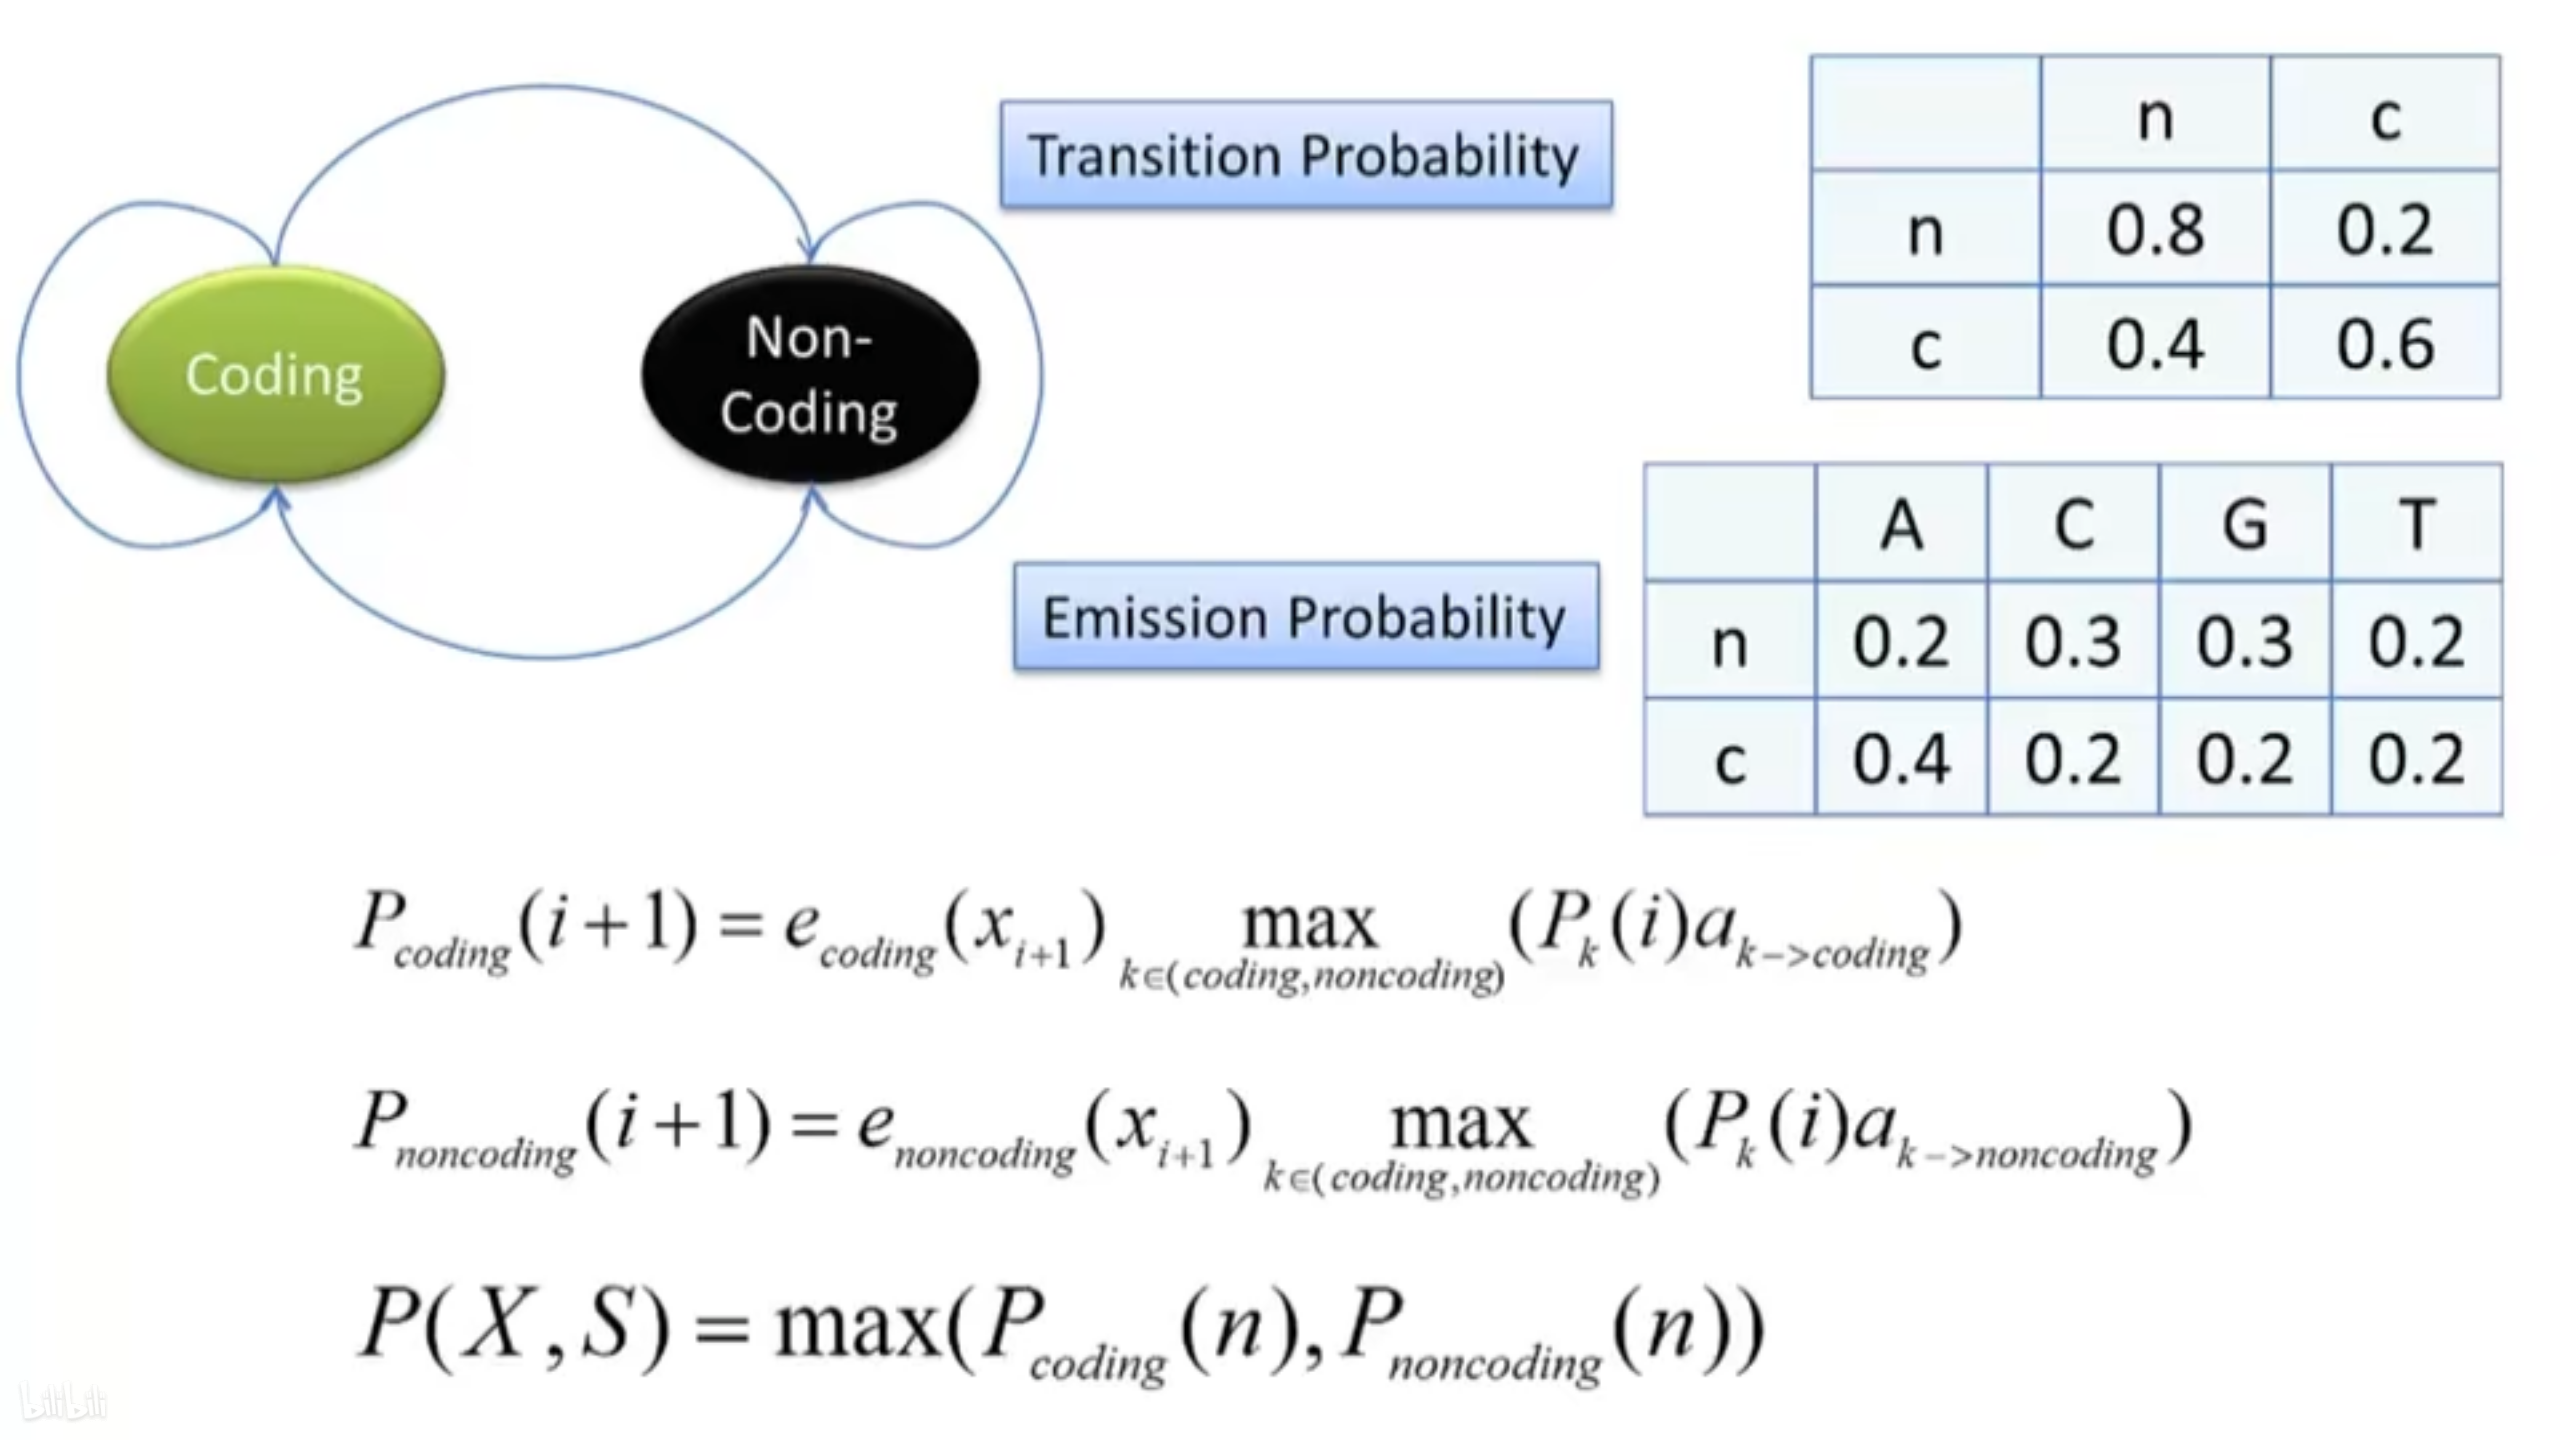 Transition Probability
n c
n 0.8 0.2
c 0.4 0.6
Coding
Non-
Coding
Emission Probability
A C G T
n 0.2 0.3 0.3 0.2
c 0.4 0.2 0.2 0.2
P_{coding}(i+1) = e_{coding}(x_{i+1}) max_{k∈(coding,noncoding)} (P_k(i)a_{k->coding})
P_{noncoding}(i+1) = e_{noncoding}(x_{i+1}) max_{k∈(coding,noncoding)} (P_k(i)a_{k->noncoding})
P(X,S) = max(P_{coding}(n), P_{noncoding}(n))
bilibili